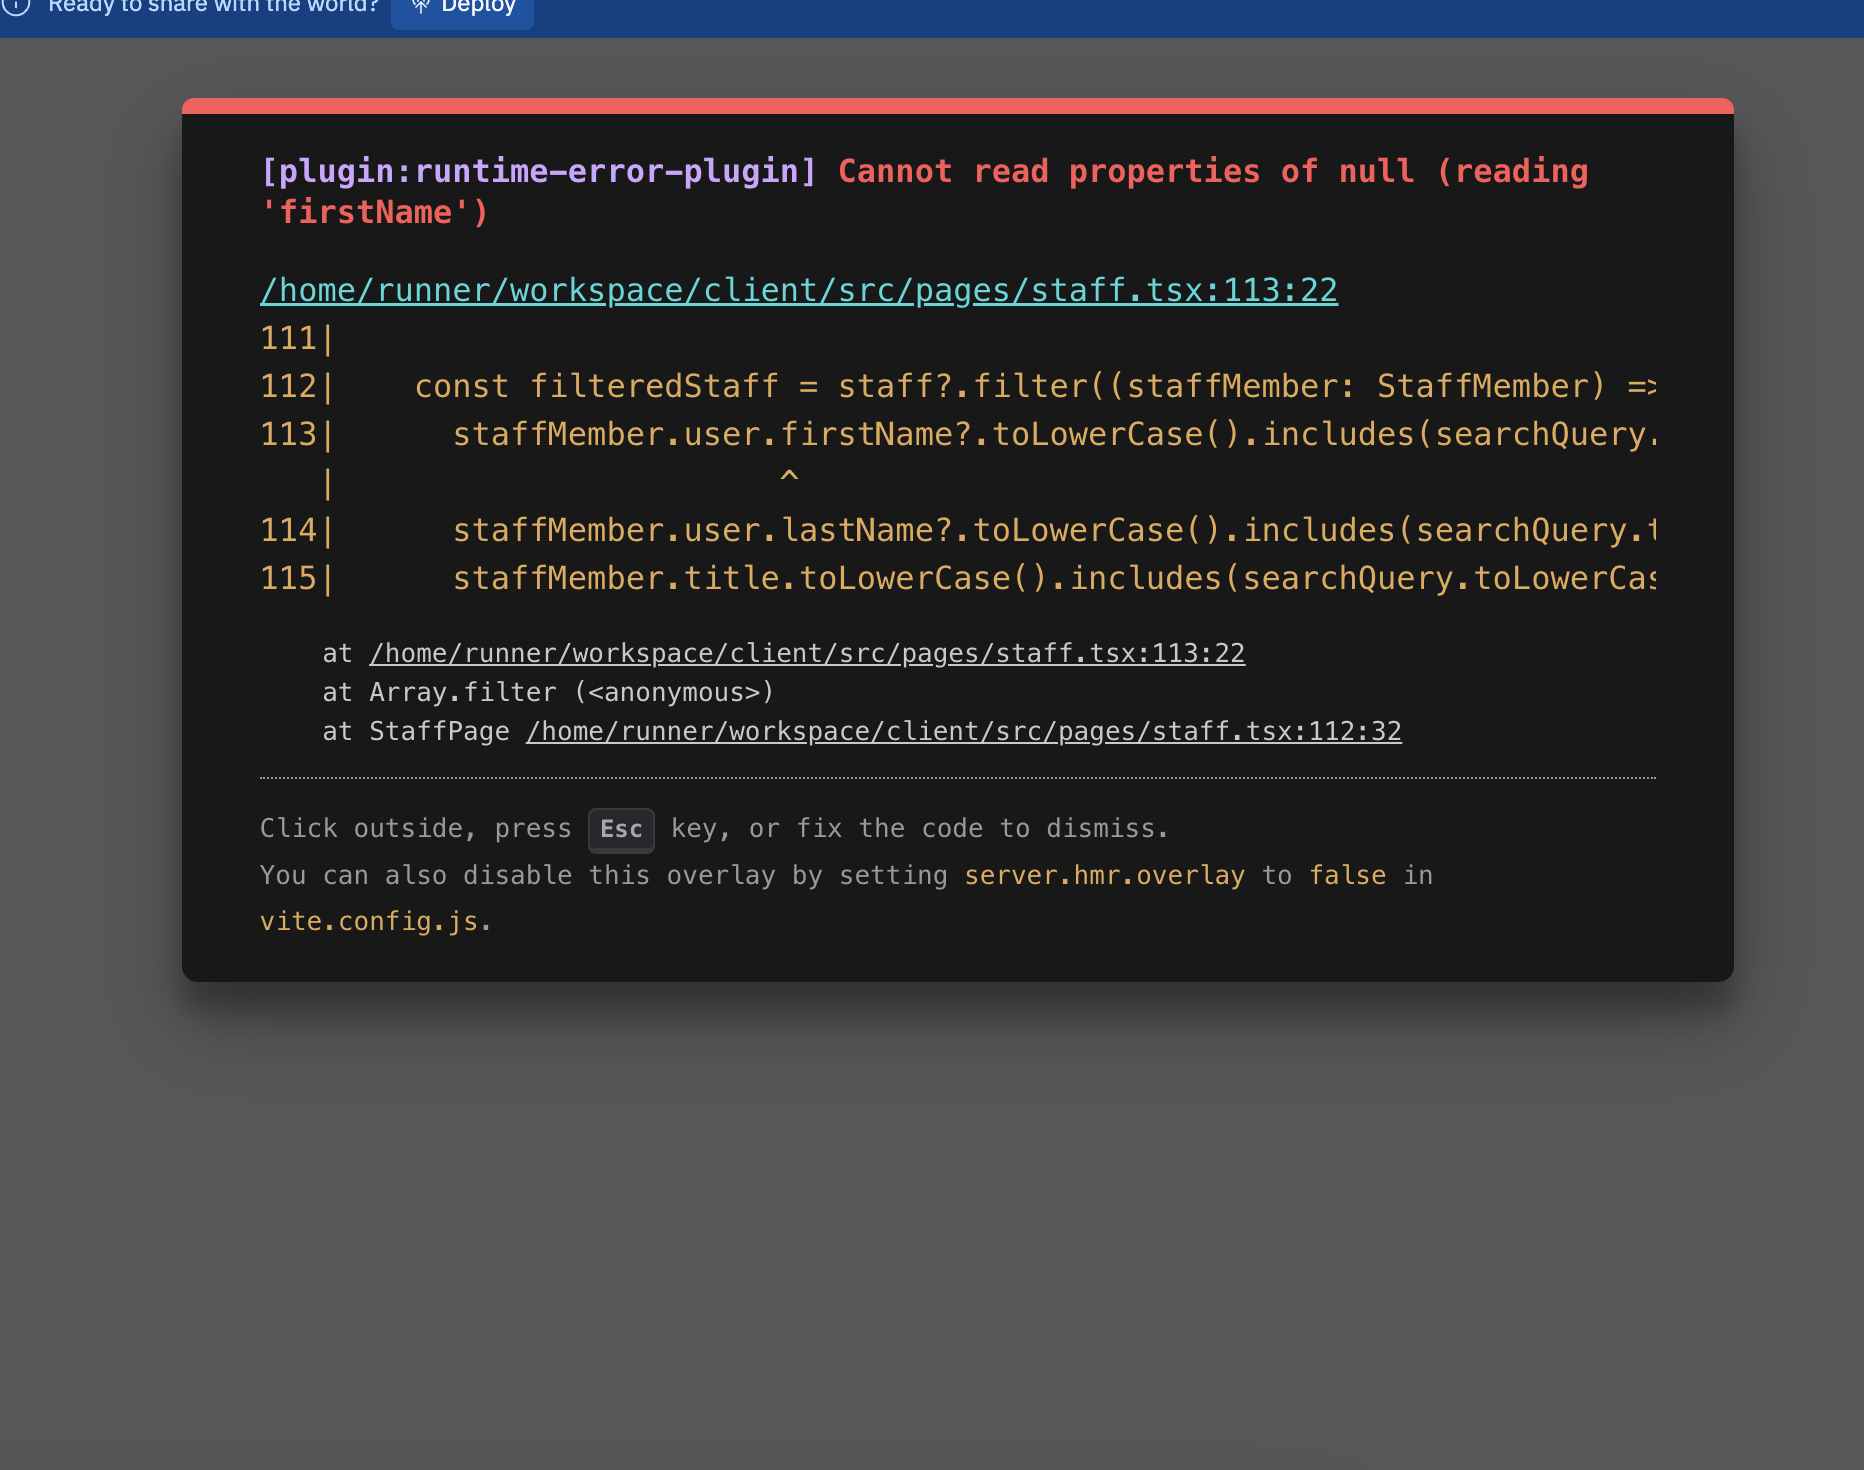 Ready to share with the world? Deploy
[plugin:runtime-error-plugin] Cannot read properties of null (reading
'firstName')
/home/runner/workspace/client/src/pages/staff.tsx:113:22
111|
112|    const filteredStaff = staff?.filter((staffMember: StaffMember) =>
113|      staffMember.user.firstName?.toLowerCase().includes(searchQuery.
   |                       ^
114|      staffMember.user.lastName?.toLowerCase().includes(searchQuery.t
115|      staffMember.title.toLowerCase().includes(searchQuery.toLowerCas
at /home/runner/workspace/client/src/pages/staff.tsx:113:22
at Array.filter (<anonymous>)
at StaffPage /home/runner/workspace/client/src/pages/staff.tsx:112:32
Click outside, press Esc key, or fix the code to dismiss.
You can also disable this overlay by setting server.hmr.overlay to false in
vite.config.js.